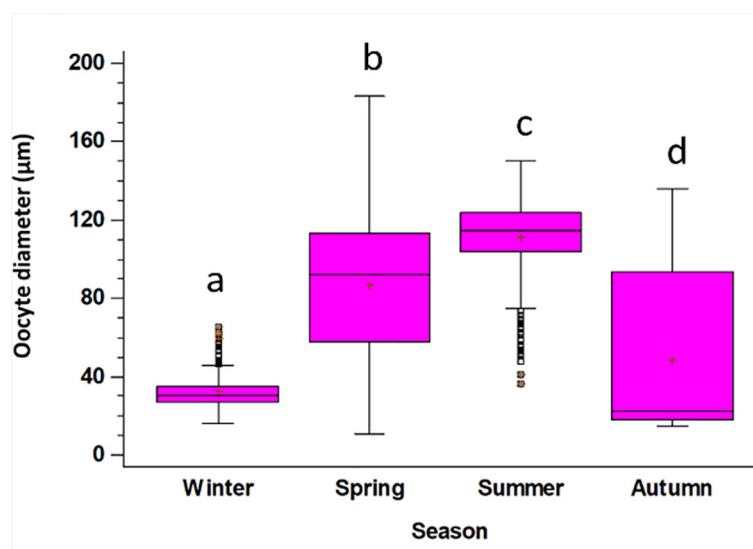 Oocyte diameter (µm)
200
160
120
80
40
0
a
b
c
d
Winter Spring Summer Autumn
Season